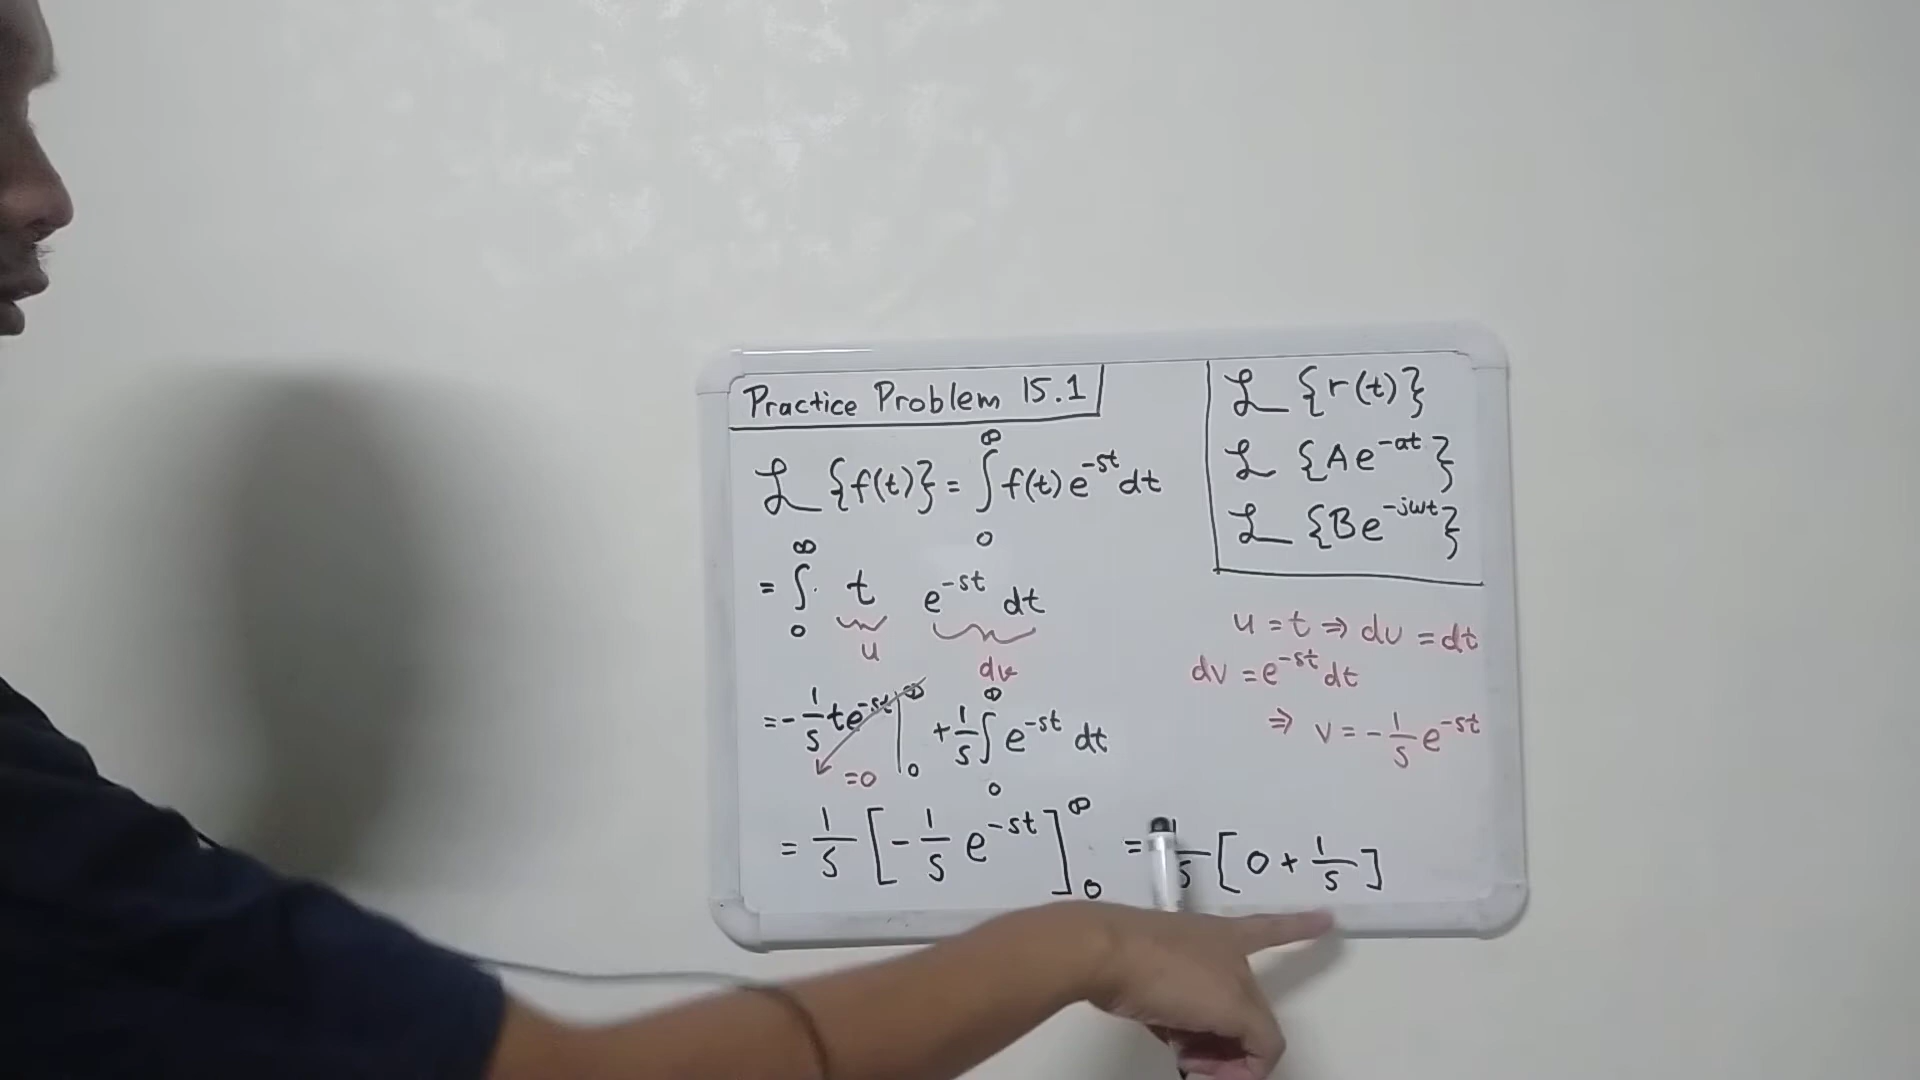 Practice Problem 15.1
ℒ {f(t)} = ∫₀^∞ f(t) e^{-st} dt
= ∫₀^∞ t e^{-st} dt
u dv
= -1/s te^{-st} |₀^∞ + 1/s ∫₀^∞ e^{-st} dt
=0
= 1/s [-1/s e^{-st}]₀^∞ = 1/s [0 + 1/s]
ℒ {r(t)}
ℒ {Ae^{-at}}
ℒ {Be^{-jωt}}
u = t ⇒ du = dt
dv = e^{-st} dt
⇒ v = -1/s e^{-st}